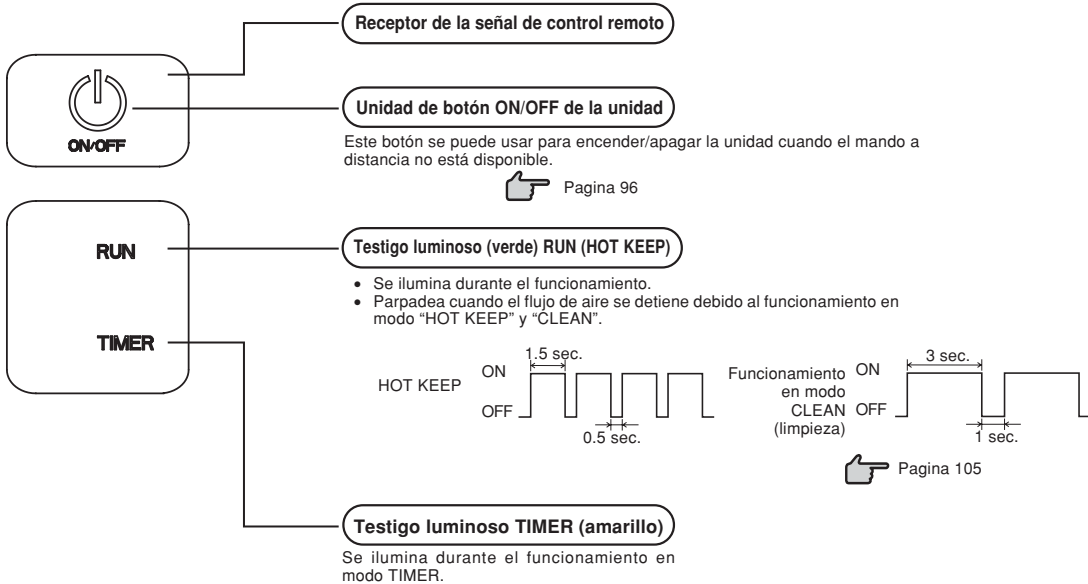 Receptor de la señal de control remoto
ON/OFF
Unidad de botón ON/OFF de la unidad
Este botón se puede usar para encender/apagar la unidad cuando el mando a
distancia no está disponible.
Pagina 96
RUN
Testigo luminoso (verde) RUN (HOT KEEP)
• Se ilumina durante el funcionamiento.
• Parpadea cuando el flujo de aire se detiene debido al funcionamiento en
modo “HOT KEEP” y “CLEAN”.
TIMER
HOT KEEP
ON
OFF
1.5 sec.
0.5 sec.
Funcionamiento
en modo
CLEAN
(limpieza)
ON
OFF
3 sec.
1 sec.
Pagina 105
Testigo luminoso TIMER (amarillo)
Se ilumina durante el funcionamiento en
modo TIMER.